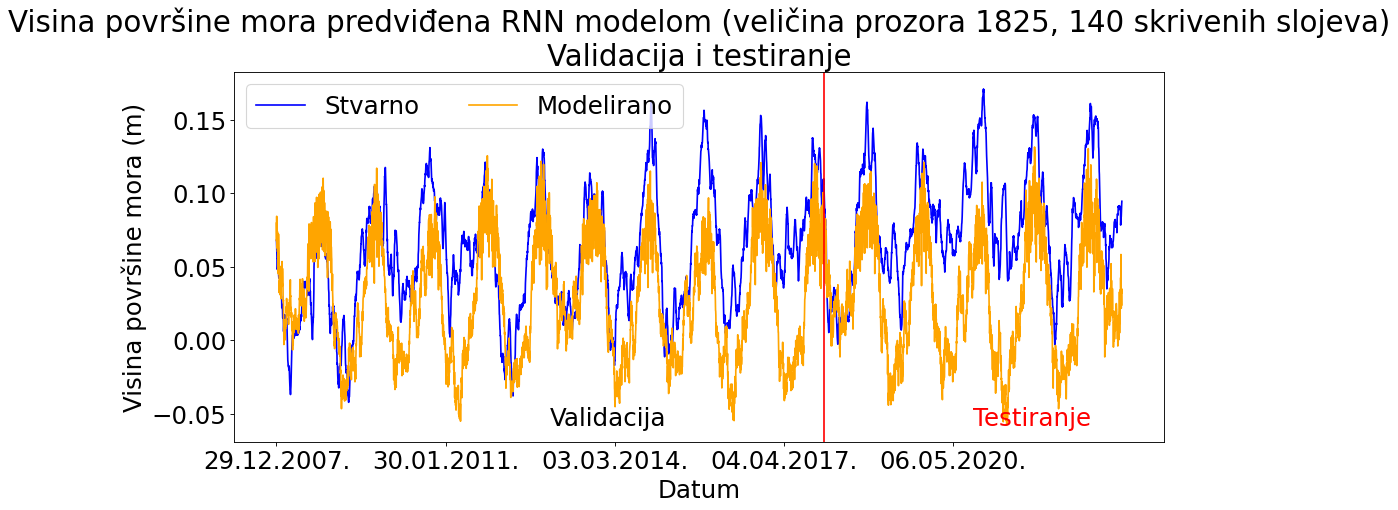 Visina površine mora predviđena RNN modelom (veličina prozora 1825, 140 skrivenih slojeva)
Validacija i testiranje
Stvarno
Modelirano
Visina površine mora (m)
0.15
0.10
0.05
0.00
−0.05
Validacija
Testiranje
29.12.2007.
30.01.2011.
03.03.2014.
04.04.2017.
06.05.2020.
Datum